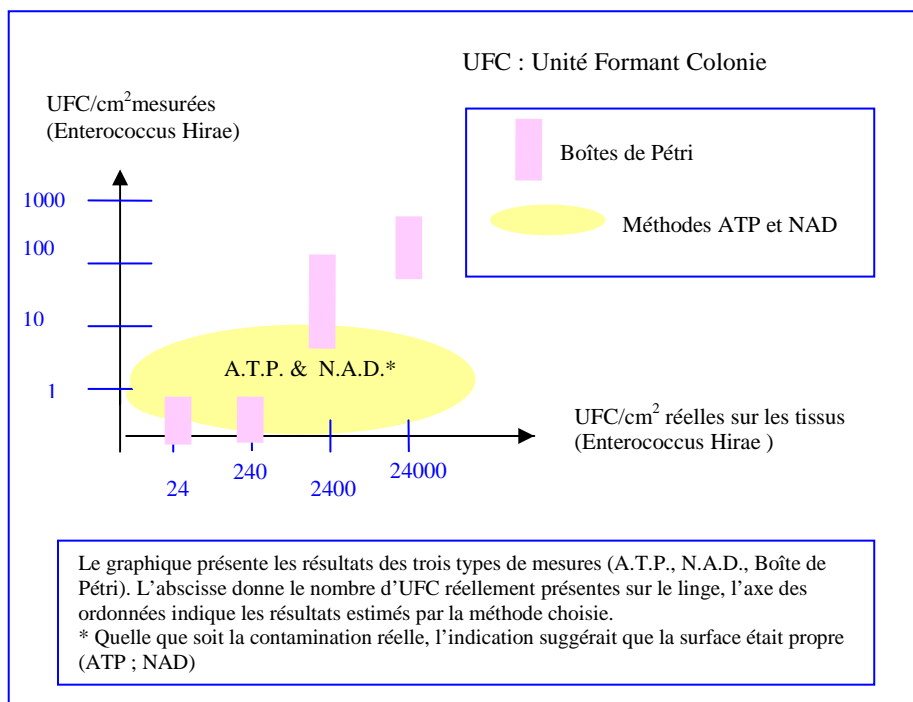 UFC : Unité Formant Colonie
UFC/cm²mesurées
(Enterococcus Hirae)
Boîtes de Pétri
Méthodes ATP et NAD
1000
100
10
1
A.T.P. & N.A.D.*
UFC/cm² réelles sur les tissus
(Enterococcus Hirae )
24
240
2400
24000
Le graphique présente les résultats des trois types de mesures (A.T.P., N.A.D., Boîte de
Pétri). L’abscisse donne le nombre d’UFC réellement présentes sur le linge, l’axe des
ordonnées indique les résultats estimés par la méthode choisie.
* Quelle que soit la contamination réelle, l’indication suggérait que la surface était propre
(ATP ; NAD)